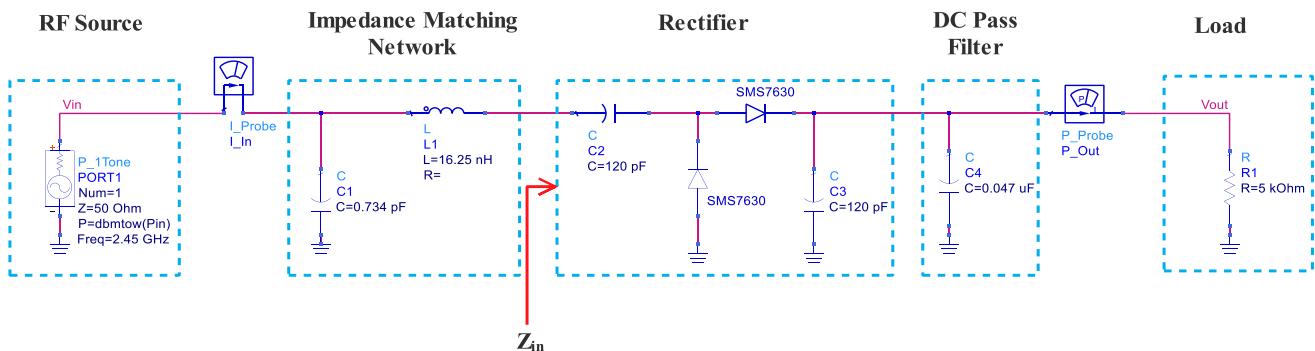 RF Source
Impedance Matching
Network
Rectifier
DC Pass
Filter
Load
Vin
I_Probe
I_In
P_1Tone
PORT1
Num=1
Z=50 Ohm
P=dbmtow(Pin)
Freq=2.45 GHz
C
C1
C=0.734 pF
L
L1
L=16.25 nH
R=
C
C2
C=120 pF
SMS7630
SMS7630
C
C3
C=120 pF
C
C4
C=0.047 uF
P
P_Probe
P_Out
Vout
R
R1
R=5 kOhm
Zin